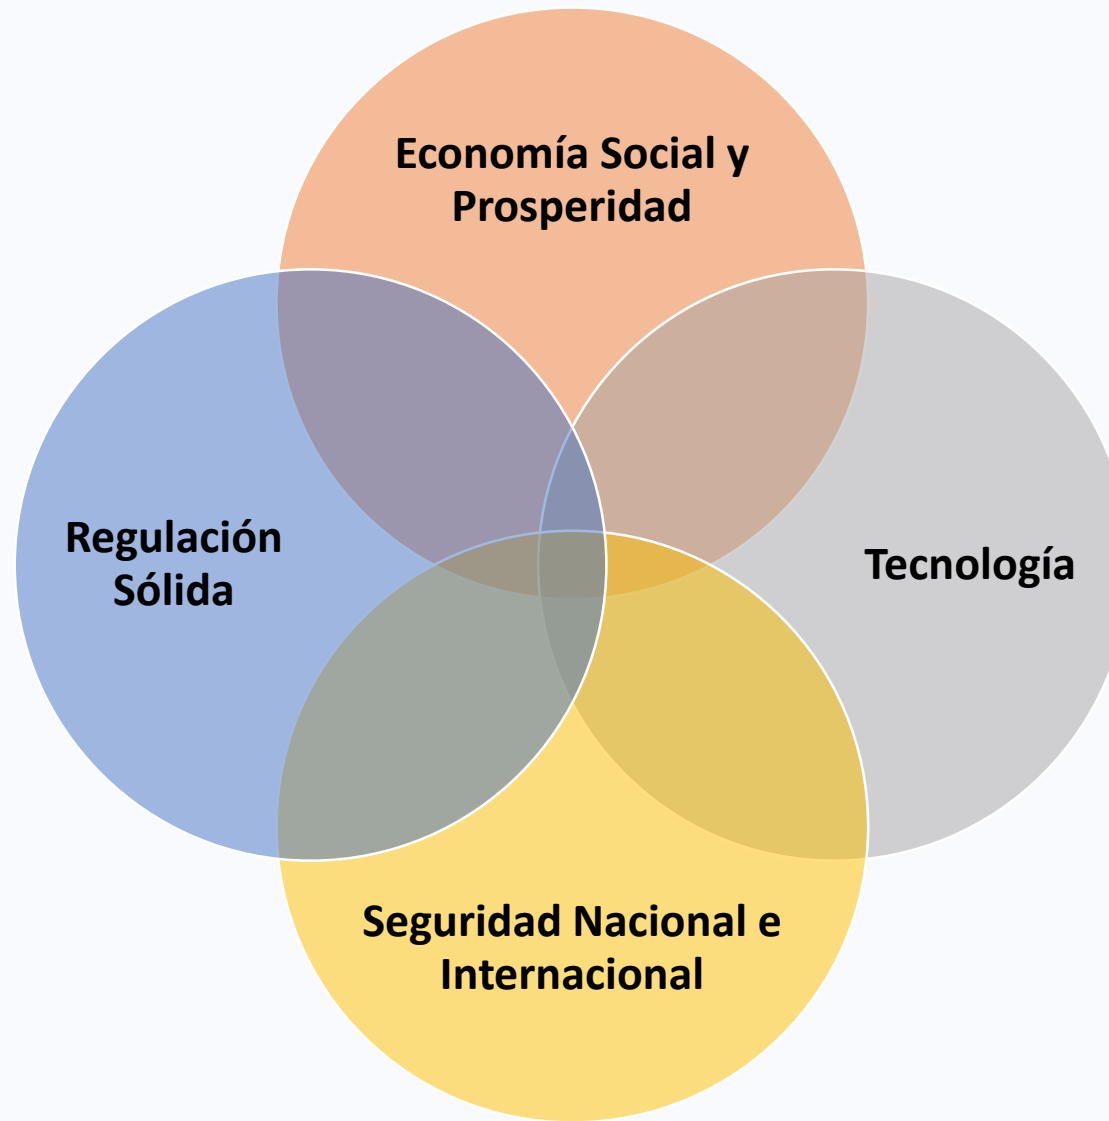 Economía Social y
Prosperidad
Regulación
Sólida
Tecnología
Seguridad Nacional e
Internacional